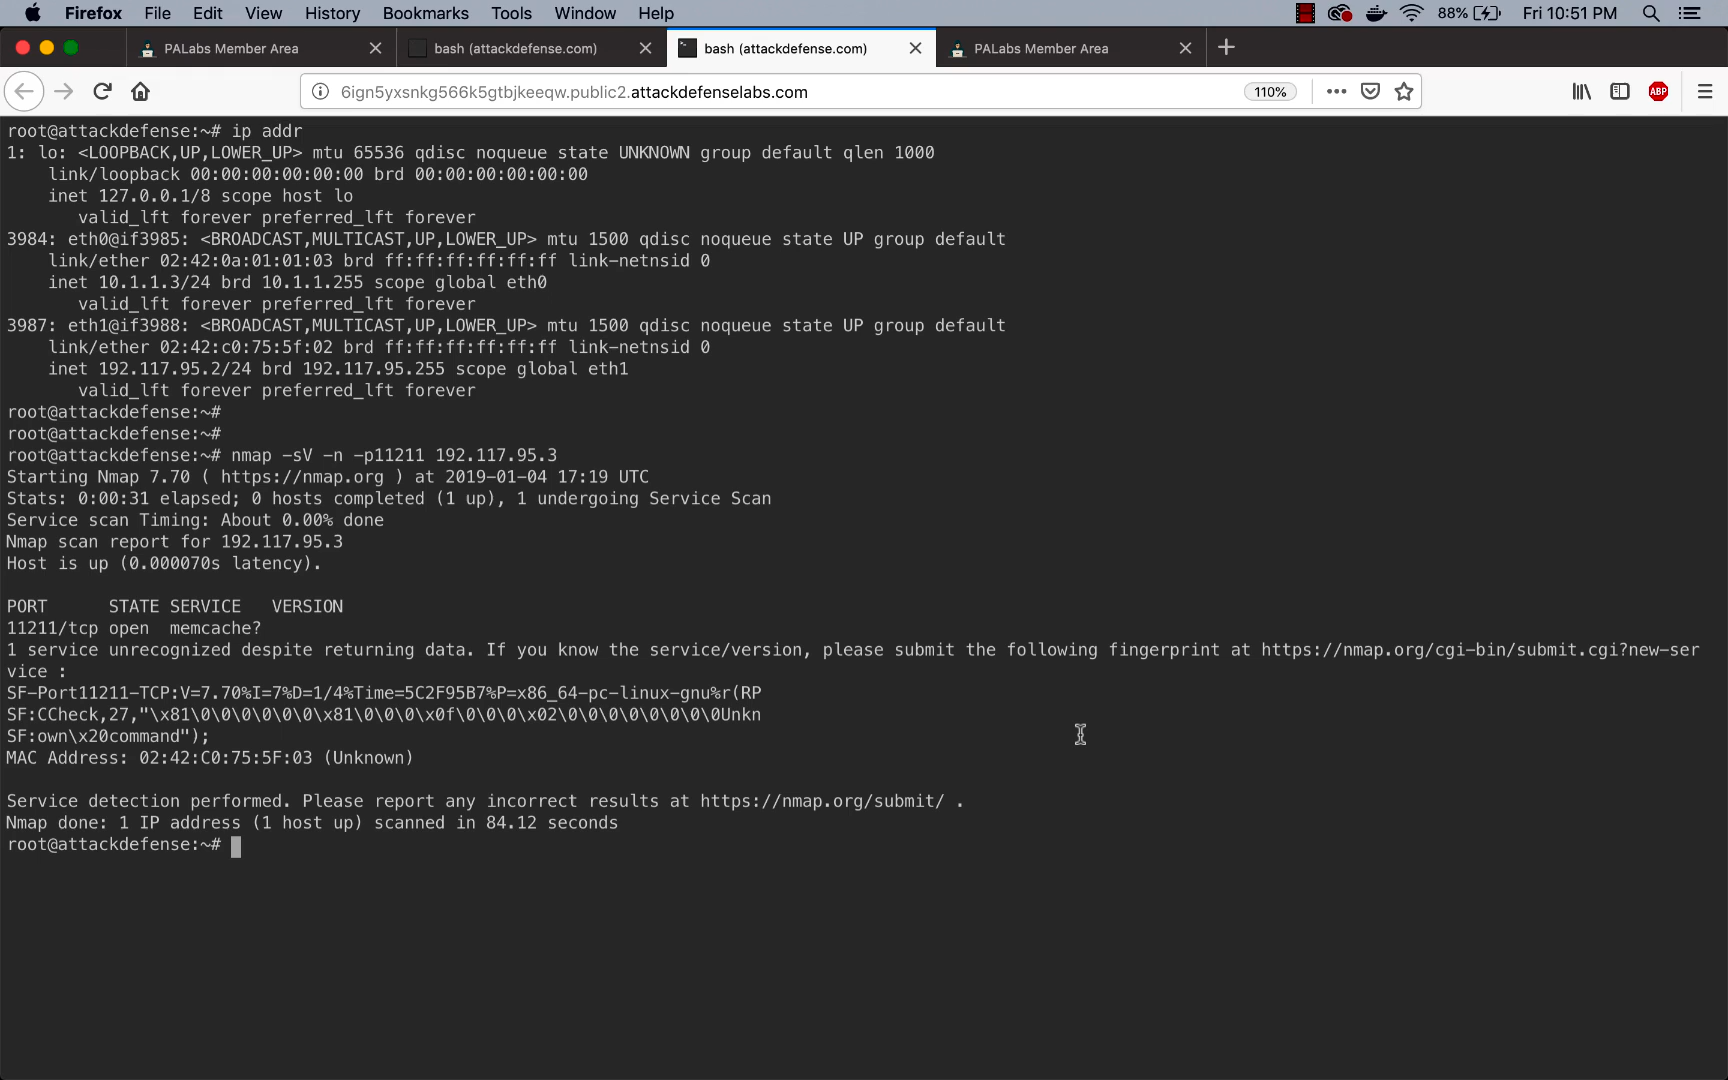 Firefox File Edit View History Bookmarks Tools Window Help 88% Fri 10:51 PM
PALabs Member Area bash (attackdefense.com) bash (attackdefense.com) PALabs Member Area
6ign5yxsnkg566k5gtbjkeeqw.public2.attackdefenselabs.com 110% ABP
root@attackdefense:~# ip addr
1: lo: <LOOPBACK,UP,LOWER_UP> mtu 65536 qdisc noqueue state UNKNOWN group default qlen 1000
    link/loopback 00:00:00:00:00:00 brd 00:00:00:00:00:00
    inet 127.0.0.1/8 scope host lo
       valid_lft forever preferred_lft forever
3984: eth0@if3985: <BROADCAST,MULTICAST,UP,LOWER_UP> mtu 1500 qdisc noqueue state UP group default
    link/ether 02:42:0a:01:01:03 brd ff:ff:ff:ff:ff:ff link-netnsid 0
    inet 10.1.1.3/24 brd 10.1.1.255 scope global eth0
       valid_lft forever preferred_lft forever
3987: eth1@if3988: <BROADCAST,MULTICAST,UP,LOWER_UP> mtu 1500 qdisc noqueue state UP group default
    link/ether 02:42:c0:75:5f:02 brd ff:ff:ff:ff:ff:ff link-netnsid 0
    inet 192.117.95.2/24 brd 192.117.95.255 scope global eth1
       valid_lft forever preferred_lft forever
root@attackdefense:~#
root@attackdefense:~#
root@attackdefense:~# nmap -sV -n -p11211 192.117.95.3
Starting Nmap 7.70 ( https://nmap.org ) at 2019-01-04 17:19 UTC
Stats: 0:00:31 elapsed; 0 hosts completed (1 up), 1 undergoing Service Scan
Service scan Timing: About 0.00% done
Nmap scan report for 192.117.95.3
Host is up (0.000070s latency).
PORT      STATE SERVICE   VERSION
11211/tcp open  memcache?
1 service unrecognized despite returning data. If you know the service/version, please submit the following fingerprint at https://nmap.org/cgi-bin/submit.cgi?new-ser
vice :
SF-Port11211-TCP:V=7.70%I=7%D=1/4%Time=5C2F95B7%P=x86_64-pc-linux-gnu%r(RP
SF:CCheck,27,"\x81\0\0\0\0\0\0\x81\0\0\0\x0f\0\0\0\x02\0\0\0\0\0\0\0\0Unkn
SF:own\x20command");
MAC Address: 02:42:C0:75:5F:03 (Unknown)
Service detection performed. Please report any incorrect results at https://nmap.org/submit/ .
Nmap done: 1 IP address (1 host up) scanned in 84.12 seconds
root@attackdefense:~#